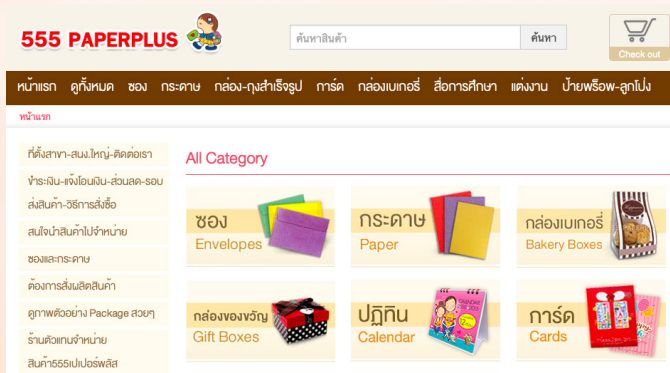 555 PAPERPLUS
ค้นหาสินค้า
ค้นหา
Check out
หน้าแรก ดูทั้งหมด ซอง กระดาษ กล่อง-ถุงสำเร็จรูป การ์ด กล่องเบเกอรี่ สื่อการศึกษา แต่งงาน ป้ายพร็อพ-ลูกโป่ง
หน้าแรก
ที่ตั้งสาขา-สนง.ใหญ่-ติดต่อเรา
ชำระเงิน-แจ้งโอนเงิน-ส่วนลด-รอบ
ส่งสินค้า-วิธีการสั่งซื้อ
สนใจนำสินค้าไปจำหน่าย
ซองและกระดาษ
ต้องการสั่งผลิตสินค้า
ดูภาพตัวอย่าง Package สวยๆ
ร้านตัวแทนจำหน่าย
สินค้า555เปเปอร์พลัส
All Category
ซอง
Envelopes
กระดาษ
Paper
กล่องเบเกอรี่
Bakery Boxes
กล่องของขวัญ
Gift Boxes
ปฏิทิน
Calendar
การ์ด
Cards